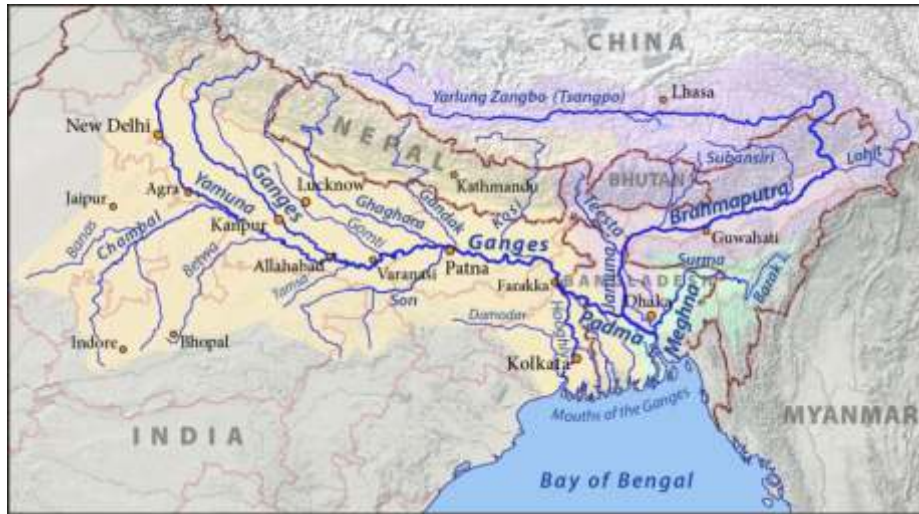 CHINA
Yarlung Zangbo (Tsangpo)
Lhasa
New Delhi
NEPAL
Subansiri
Lohit
Agra
Yamuna
Ganges
Lucknow
Kathmandu
BHUTAN
Brahmaputra
Jaipur
Banas
Chambal
Kanpur
Gomti
Ghaghara
Gandak
Kosi
Teesta
Guwahati
Betwa
Allahabad
Varanasi
Patna
Ganges
Surma
Tamsa
Son
Farakka
BANGLADESH
Jamuna
Barak
Dhaka
Damodar
Hooghly
Padma
Meghna
Indore
Bhopal
Kolkata
Mouths of the Ganges
MYANMAR
INDIA
Bay of Bengal